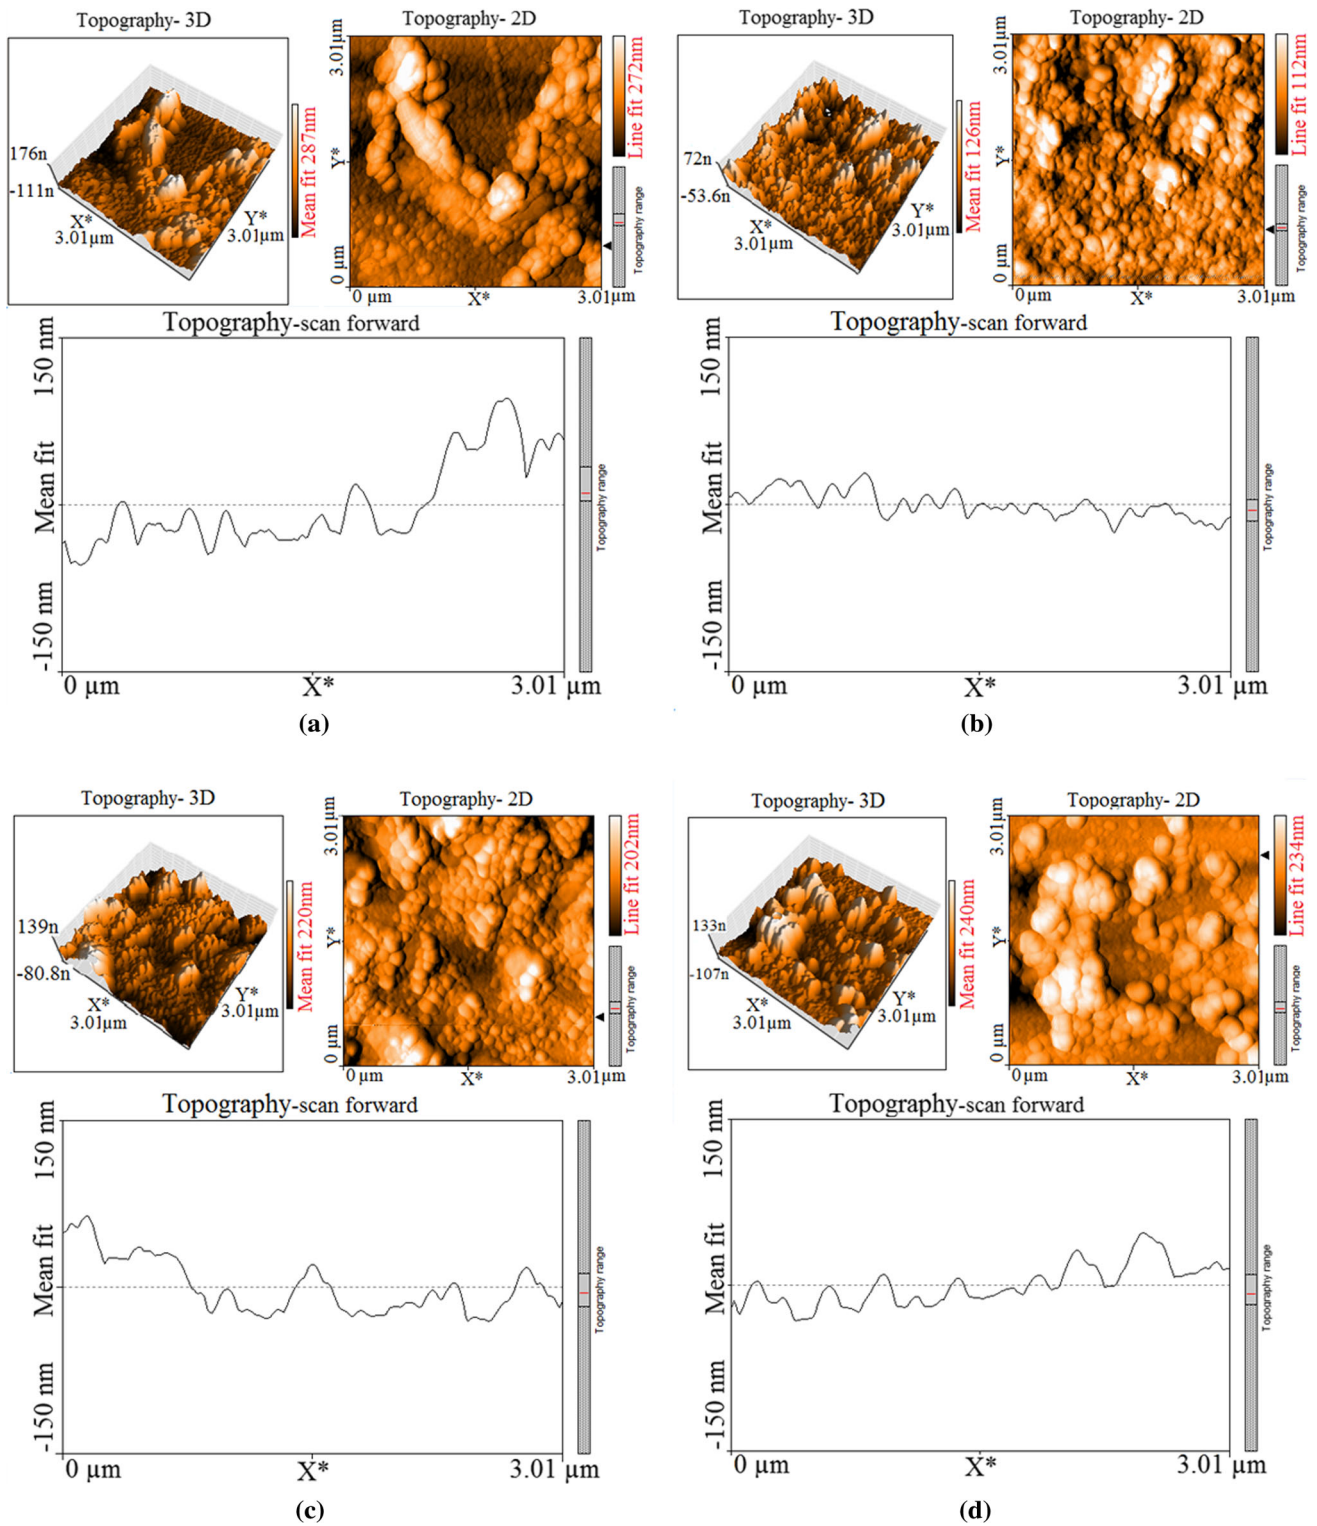 Topography- 3D
Topography- 2D
176n
-111n
X*
3.01µm
Y*
3.01µm
Mean fit 287nm
3.01µm
Y*
0 µm
0 µm
X*
3.01µm
Line fit 272nm
Topography range
Topography-scan forward
150 nm
Mean fit
-150 nm
0 µm
X*
3.01 µm
Topography range
(a)
Topography- 3D
Topography- 2D
72n
-53.6n
X*
3.01µm
Y*
3.01µm
Mean fit 126nm
3.01µm
Y*
0 µm
0 µm
X*
3.01µm
Line fit 112nm
Topography range
Topography-scan forward
150 nm
Mean fit
-150 nm
0 µm
X*
3.01 µm
Topography range
(b)
Topography- 3D
Topography- 2D
139n
-80.8n
X*
3.01µm
Y*
3.01µm
Mean fit 220nm
3.01µm
Y*
0 µm
0 µm
X*
3.01µm
Line fit 202nm
Topography range
Topography-scan forward
150 nm
Mean fit
-150 nm
0 µm
X*
3.01 µm
Topography range
(c)
Topography- 3D
Topography- 2D
133n
-107n
X*
3.01µm
Y*
3.01µm
Mean fit 240nm
3.01µm
Y*
0 µm
0 µm
X*
3.01µm
Line fit 234nm
Topography range
Topography-scan forward
150 nm
Mean fit
-150 nm
0 µm
X*
3.01 µm
Topography range
(d)